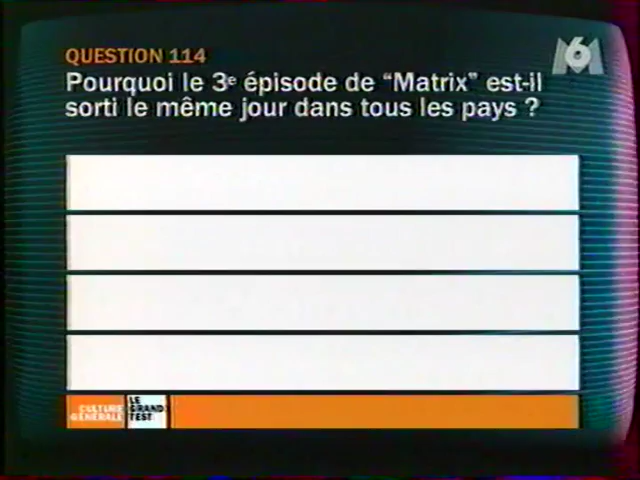 QUESTION 114
M6
Pourquoi le 3e épisode de “Matrix” est-il
sorti le même jour dans tous les pays ?
CULTURE
GÉNÉRALE
LE
GRAND
TEST